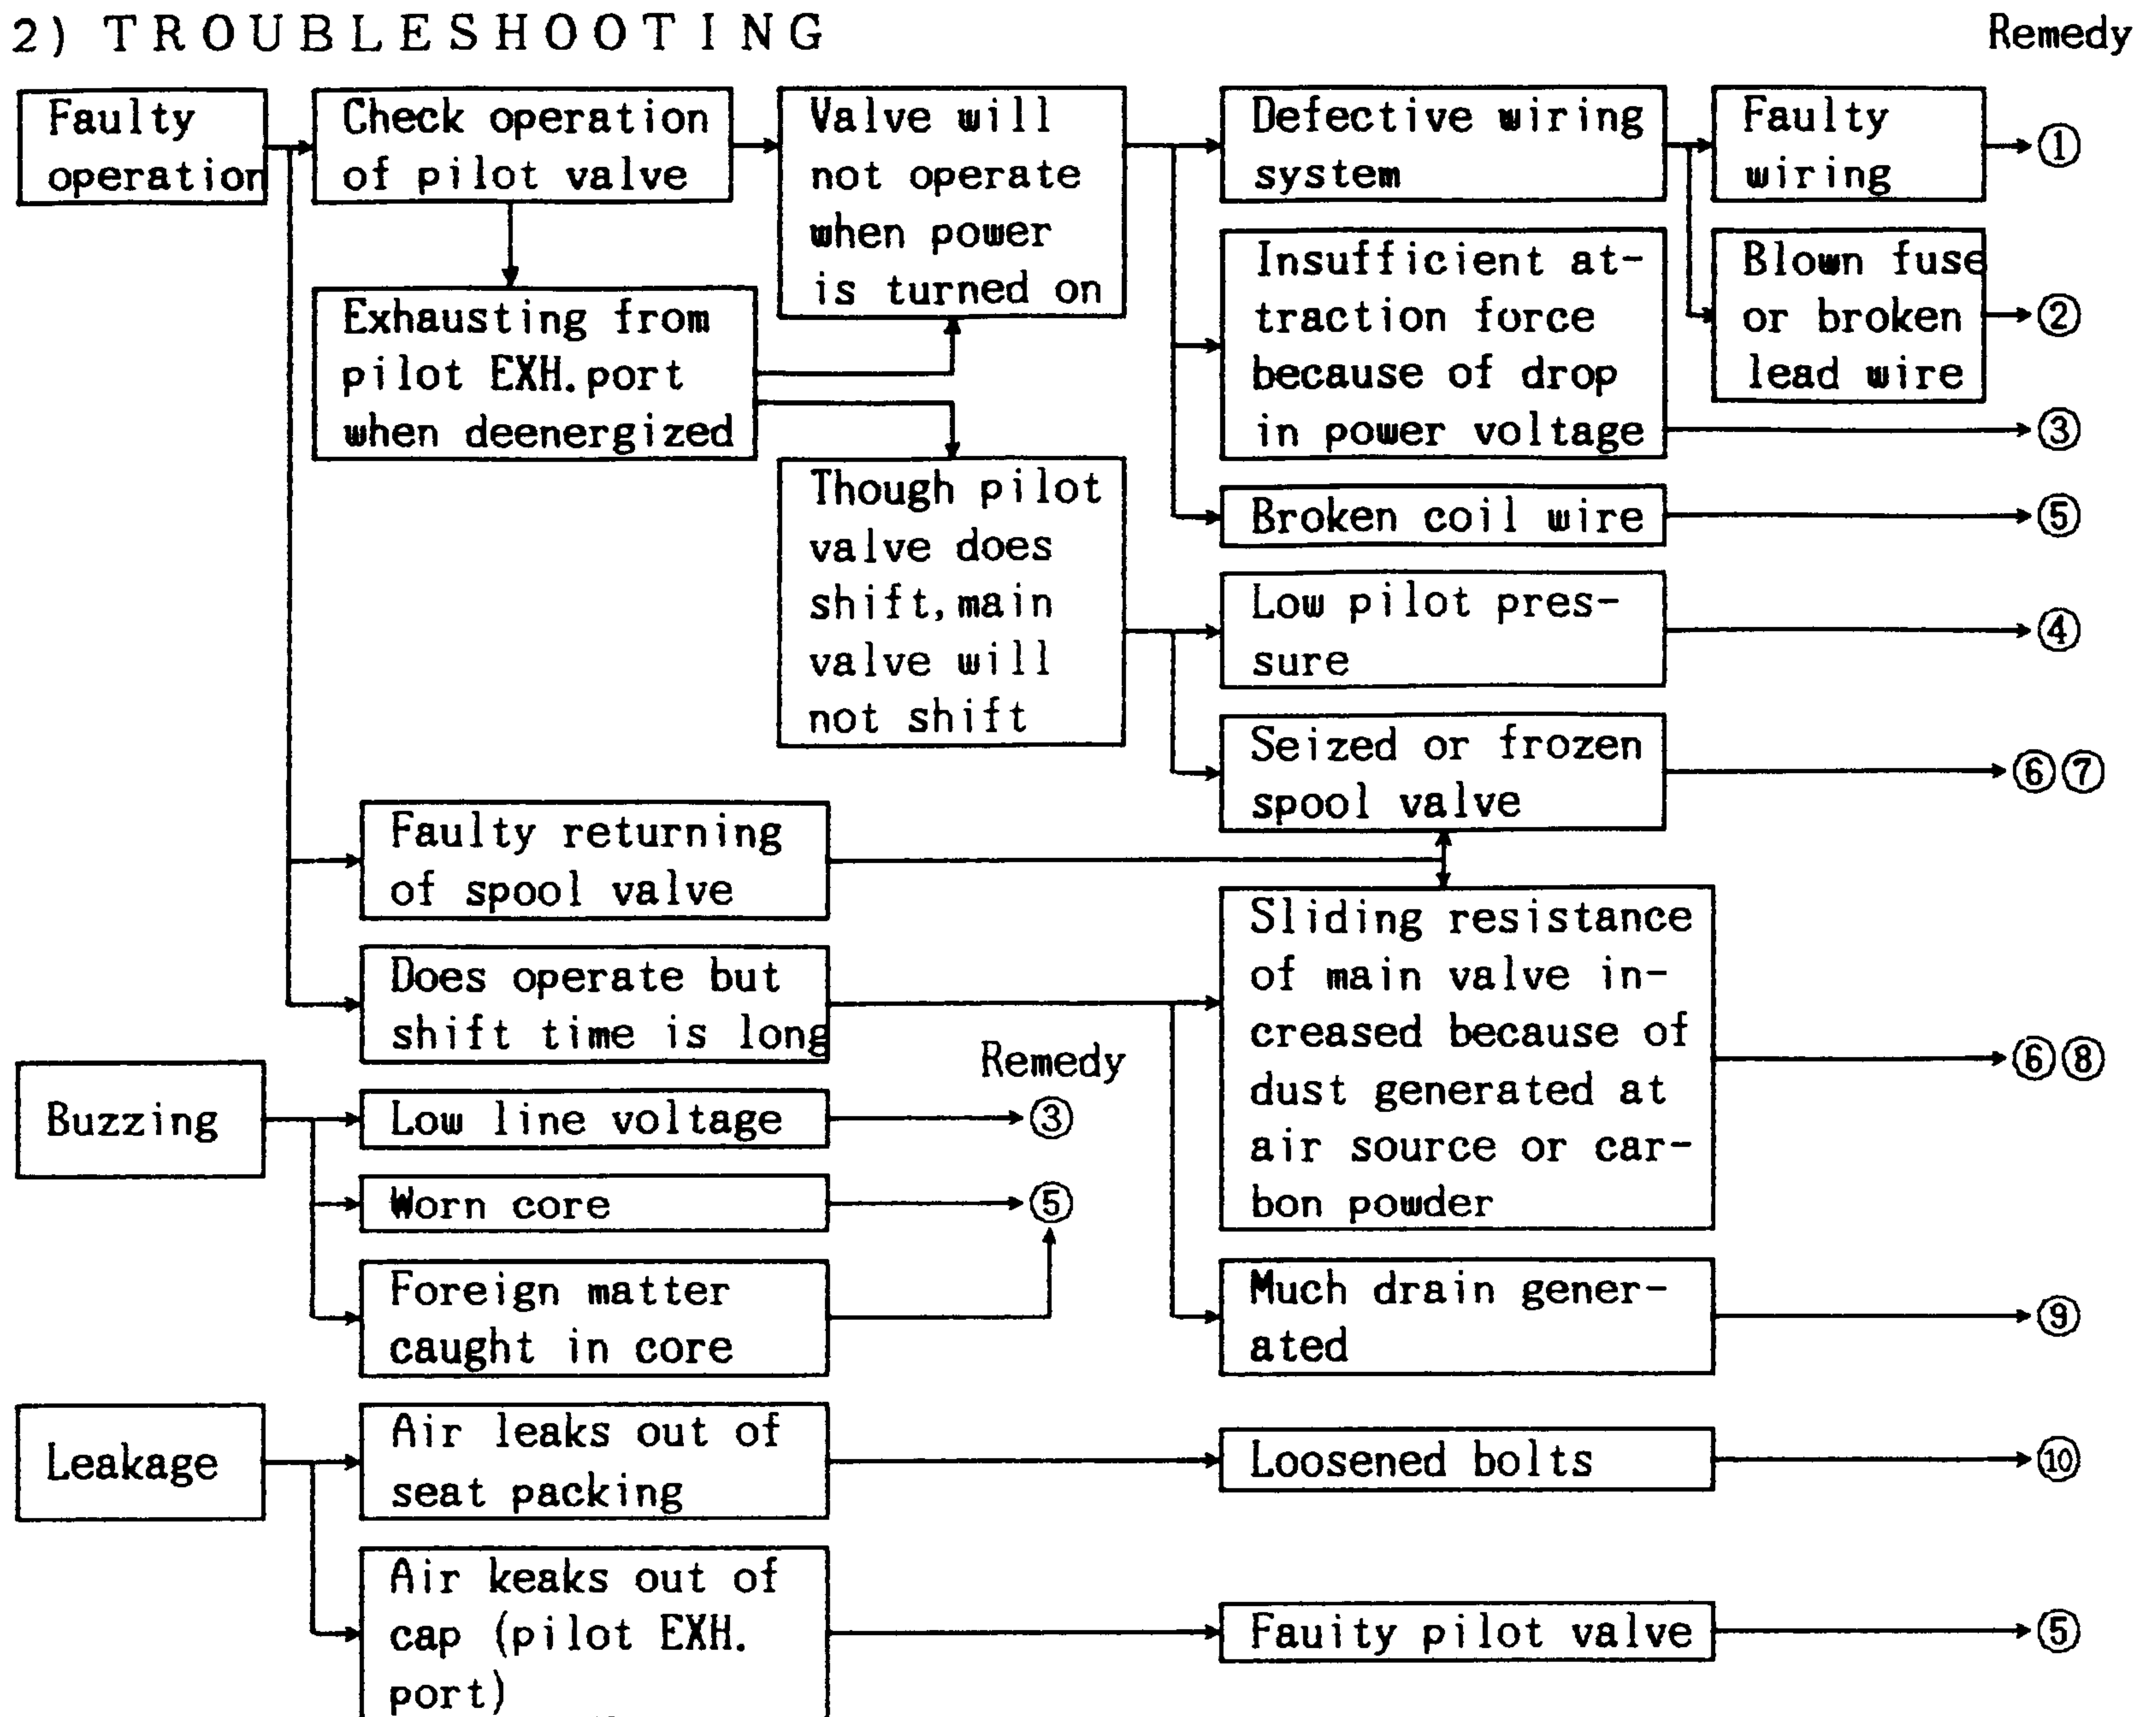 2) TROUBLESHOOTING
Remedy
Faulty
operation
Check operation
of pilot valve
Valve will
not operate
when power
is turned on
Defective wiring
system
Faulty
wiring
①
Blown fuse
or broken
lead wire
②
Insufficient at-
traction force
because of drop
in power voltage
③
Exhausting from
pilot EXH.port
when deenergized
Broken coil wire
⑤
Though pilot
valve does
shift,main
valve will
not shift
Low pilot pres-
sure
④
Seized or frozen
spool valve
⑥⑦
Faulty returning
of spool valve
Does operate but
shift time is long
Sliding resistance
of main valve in-
creased because of
dust generated at
air source or car-
bon powder
⑥⑧
Much drain gener-
ated
⑨
Remedy
Buzzing
Low line voltage
③
Worn core
⑤
Foreign matter
caught in core
Leakage
Air leaks out of
seat packing
Loosened bolts
⑩
Air keaks out of
cap (pilot EXH.
port)
Fauity pilot valve
⑤